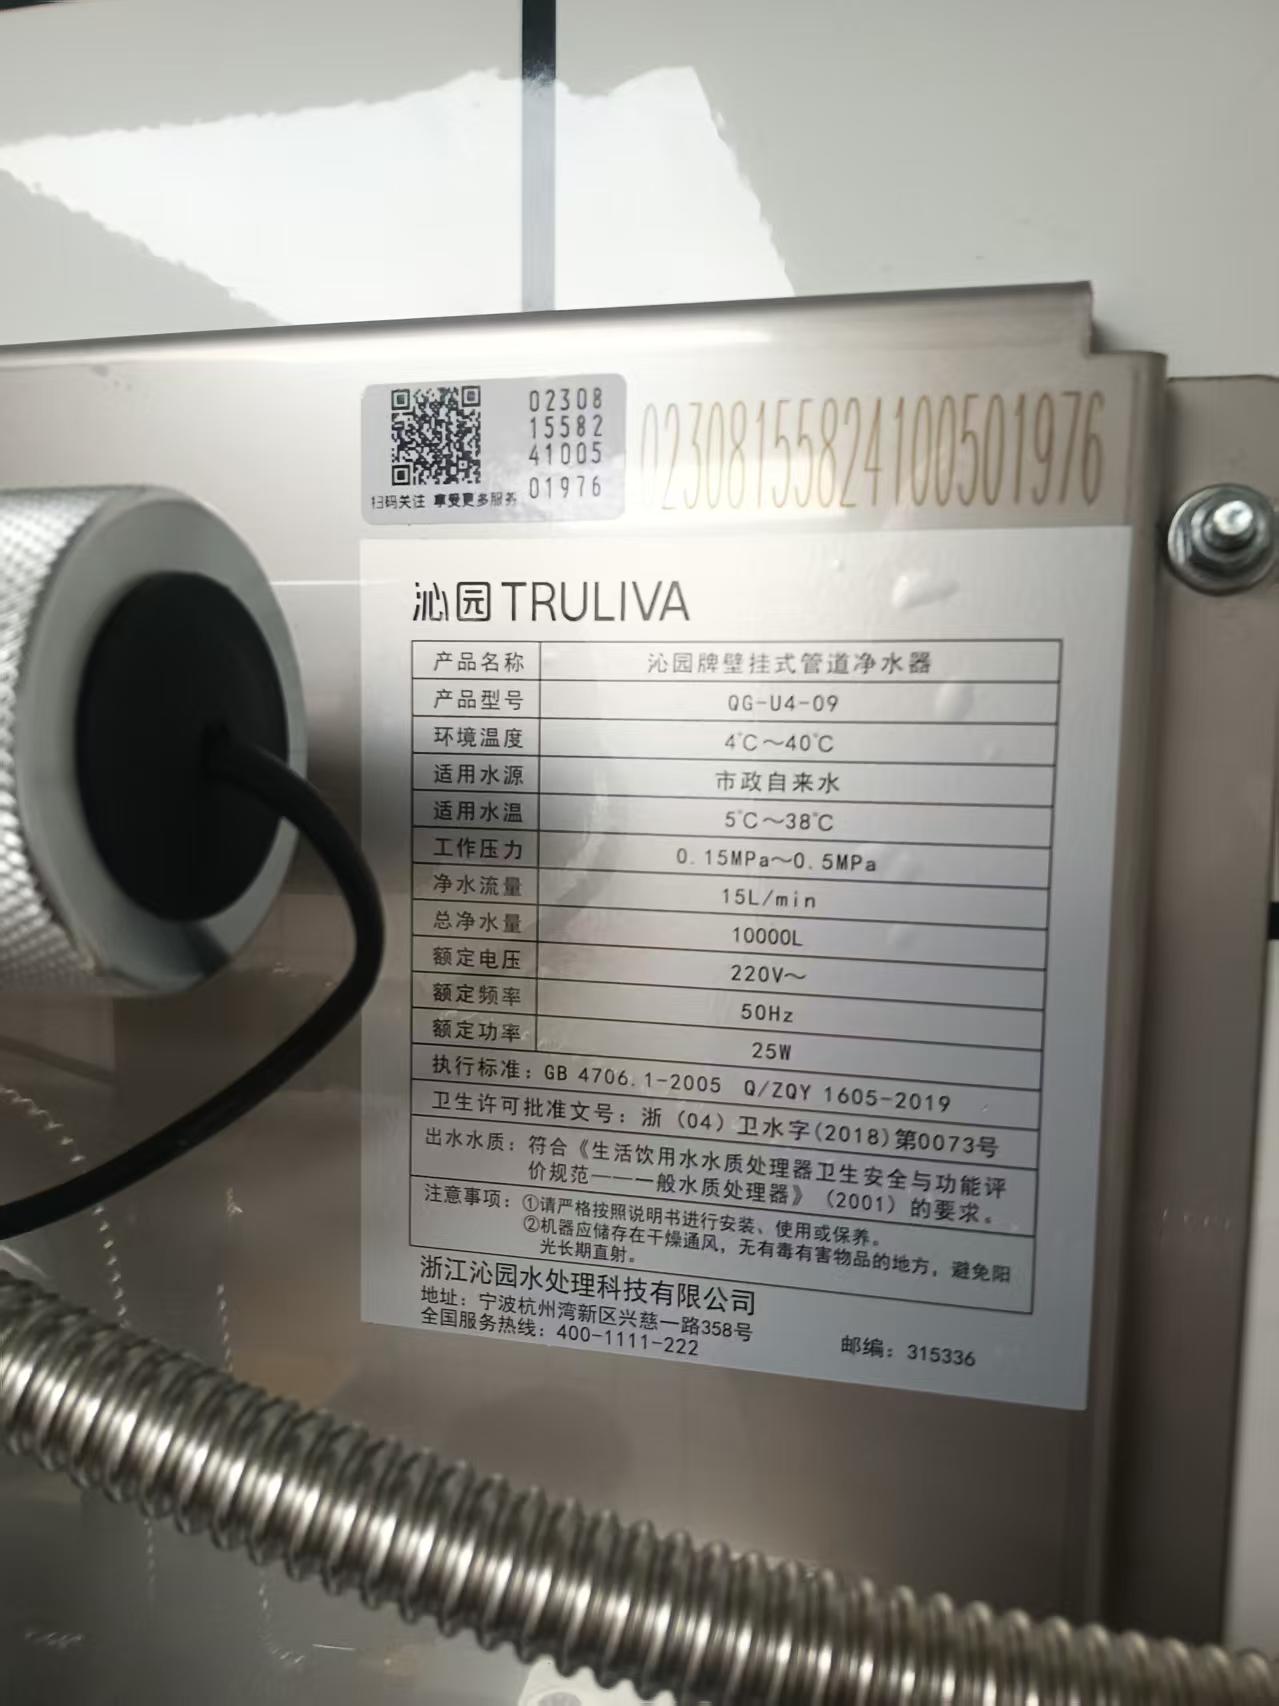 02308
15582
41005
01976
扫码关注 享受更多服务
02308155824100501976
沁园TRULIVA
产品名称 沁园牌壁挂式管道净水器
产品型号 QG-U4-09
环境温度 4℃～40℃
适用水源 市政自来水
适用水温 5℃～38℃
工作压力 0.15MPa～0.5MPa
净水流量 15L/min
总净水量 10000L
额定电压 220V～
额定频率 50Hz
额定功率 25W
执行标准：GB 4706.1-2005 Q/ZQY 1605-2019
卫生许可批准文号：浙（04）卫水字(2018)第0073号
出水水质：符合《生活饮用水水质处理器卫生安全与功能评
价规范———一般水质处理器》（2001）的要求。
注意事项：①请严格按照说明书进行安装、使用或保养。
②机器应储存在干燥通风，无有毒有害物品的地方，避免阳
光长期直射。
浙江沁园水处理科技有限公司
地址：宁波杭州湾新区兴慈一路358号
全国服务热线：400-1111-222 邮编：315336